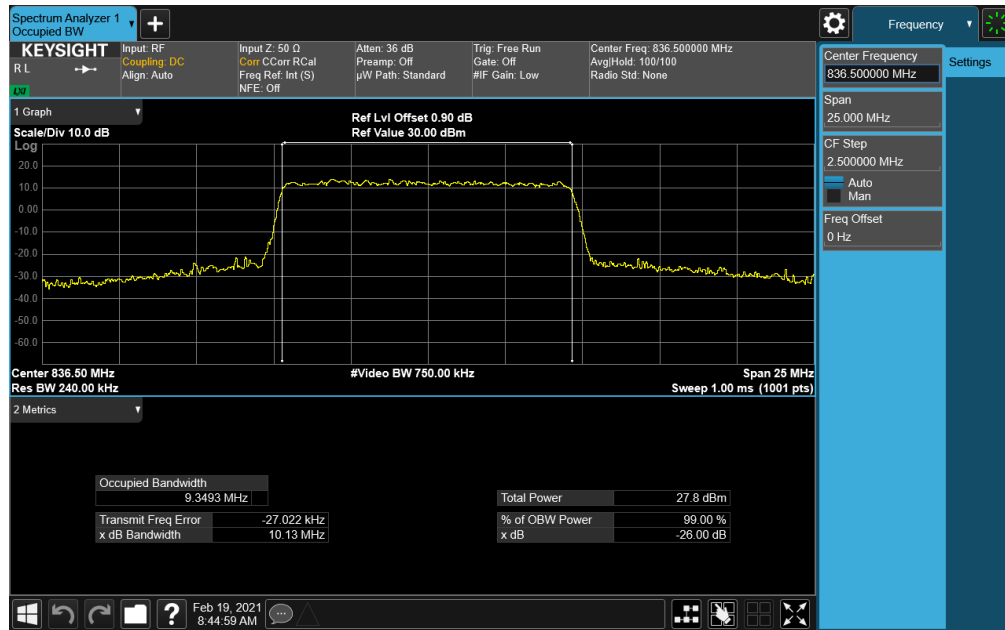 Spectrum Analyzer 1
Occupied BW
Frequency
KEYSIGHT
R L
LXI
Input: RF
Coupling: DC
Align: Auto
Input Z: 50 Ω
Corr CCorr RCal
Freq Ref: Int (S)
NFE: Off
Atten: 36 dB
Preamp: Off
µW Path: Standard
Trig: Free Run
Gate: Off
#IF Gain: Low
Center Freq: 836.500000 MHz
Avg|Hold: 100/100
Radio Std: None
Center Frequency
836.500000 MHz
Settings
Span
25.000 MHz
CF Step
2.500000 MHz
Auto
Man
Freq Offset
0 Hz
1 Graph
Scale/Div 10.0 dB
Ref Lvl Offset 0.90 dB
Ref Value 30.00 dBm
Log
20.0
10.0
0.00
-10.0
-20.0
-30.0
-40.0
-50.0
-60.0
Center 836.50 MHz
#Video BW 750.00 kHz
Span 25 MHz
Res BW 240.00 kHz
Sweep 1.00 ms (1001 pts)
2 Metrics
Occupied Bandwidth
9.3493 MHz
Total Power 27.8 dBm
Transmit Freq Error -27.022 kHz
% of OBW Power 99.00 %
x dB Bandwidth 10.13 MHz
x dB -26.00 dB
?
Feb 19, 2021
8:44:59 AM